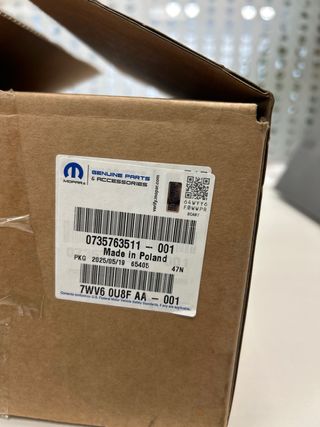 MOPAR®
GENUINE PARTS
& ACCESSORIES
verify.mopar.com
0735763511-001
Made in Poland
PKG 2025/05/19 65405 47N
7WV6 0U8F AA-001